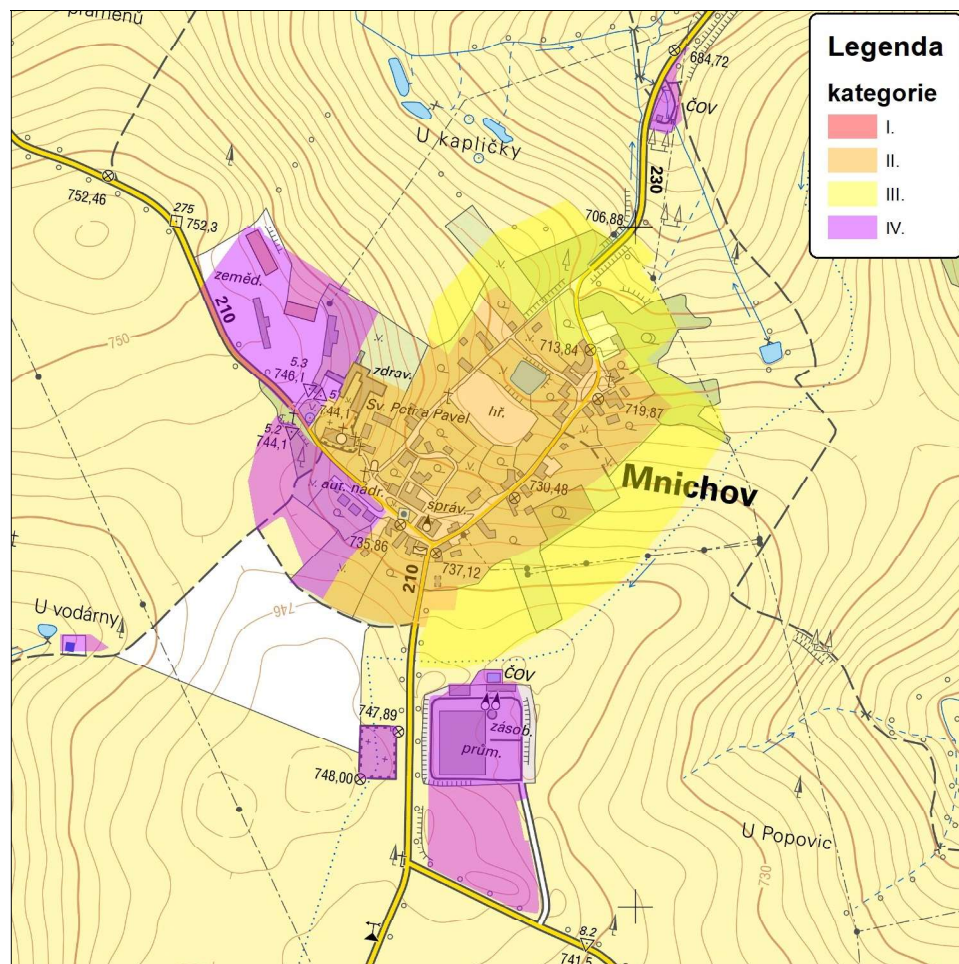 pramenů
684,72
Legenda
kategorie
I.
II.
III.
IV.
ČOV
U kapličky
752,46
275
752,3
230
706,88
zeměd.
210
750
713,84
5.3
746,1
zdrav.
5
744,1
Sv. Petr a Pavel
hř.
719,87
5.2
744,1
Mnichov
aut. nádr.
730,48
správ.
735,86
737,12
210
746
U vodárny
ČOV
747,89
zásob.
prům.
748,00
U Popovic
730
8.2
741,5